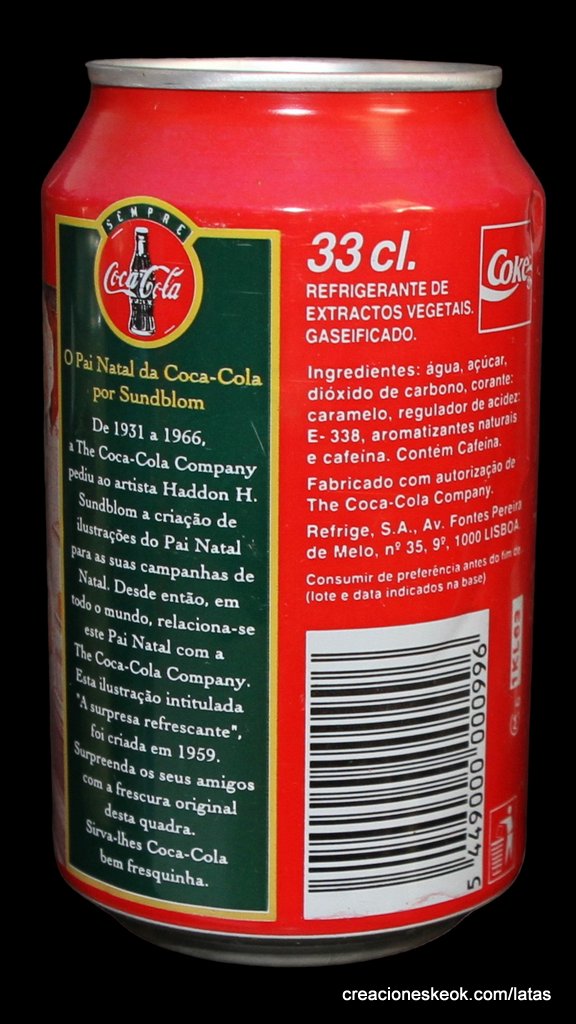 SEMPRE
Coca-Cola
O Pai Natal da Coca-Cola
por Sundblom
De 1931 a 1966,
a The Coca-Cola Company
pediu ao artista Haddon H.
Sundblom a criação de
ilustrações do Pai Natal
para as suas campanhas de
Natal. Desde então, em
todo o mundo, relaciona-se
este Pai Natal com a
The Coca-Cola Company.
Esta ilustração intitulada
"A surpresa refrescante",
foi criada em 1959.
Surpreenda os seus amigos
com a frescura original
desta quadra.
Sirva-lhes Coca-Cola
bem fresquinha.
33 cl.
REFRIGERANTE DE
EXTRACTOS VEGETAIS.
GASEIFICADO.
Coke
Ingredientes: água, açúcar,
dióxido de carbono, corante:
caramelo, regulador de acidez:
E- 338, aromatizantes naturais
e cafeína. Contém Cafeína.
Fabricado com autorização de
The Coca-Cola Company.
Refrige, S.A., Av. Fontes Pereira
de Melo, nº 35, 9º, 1000 LISBOA.
Consumir de preferência antes do fim de:
(lote e data indicados na base)
5 449000 000996
creacioneskeok.com/latas